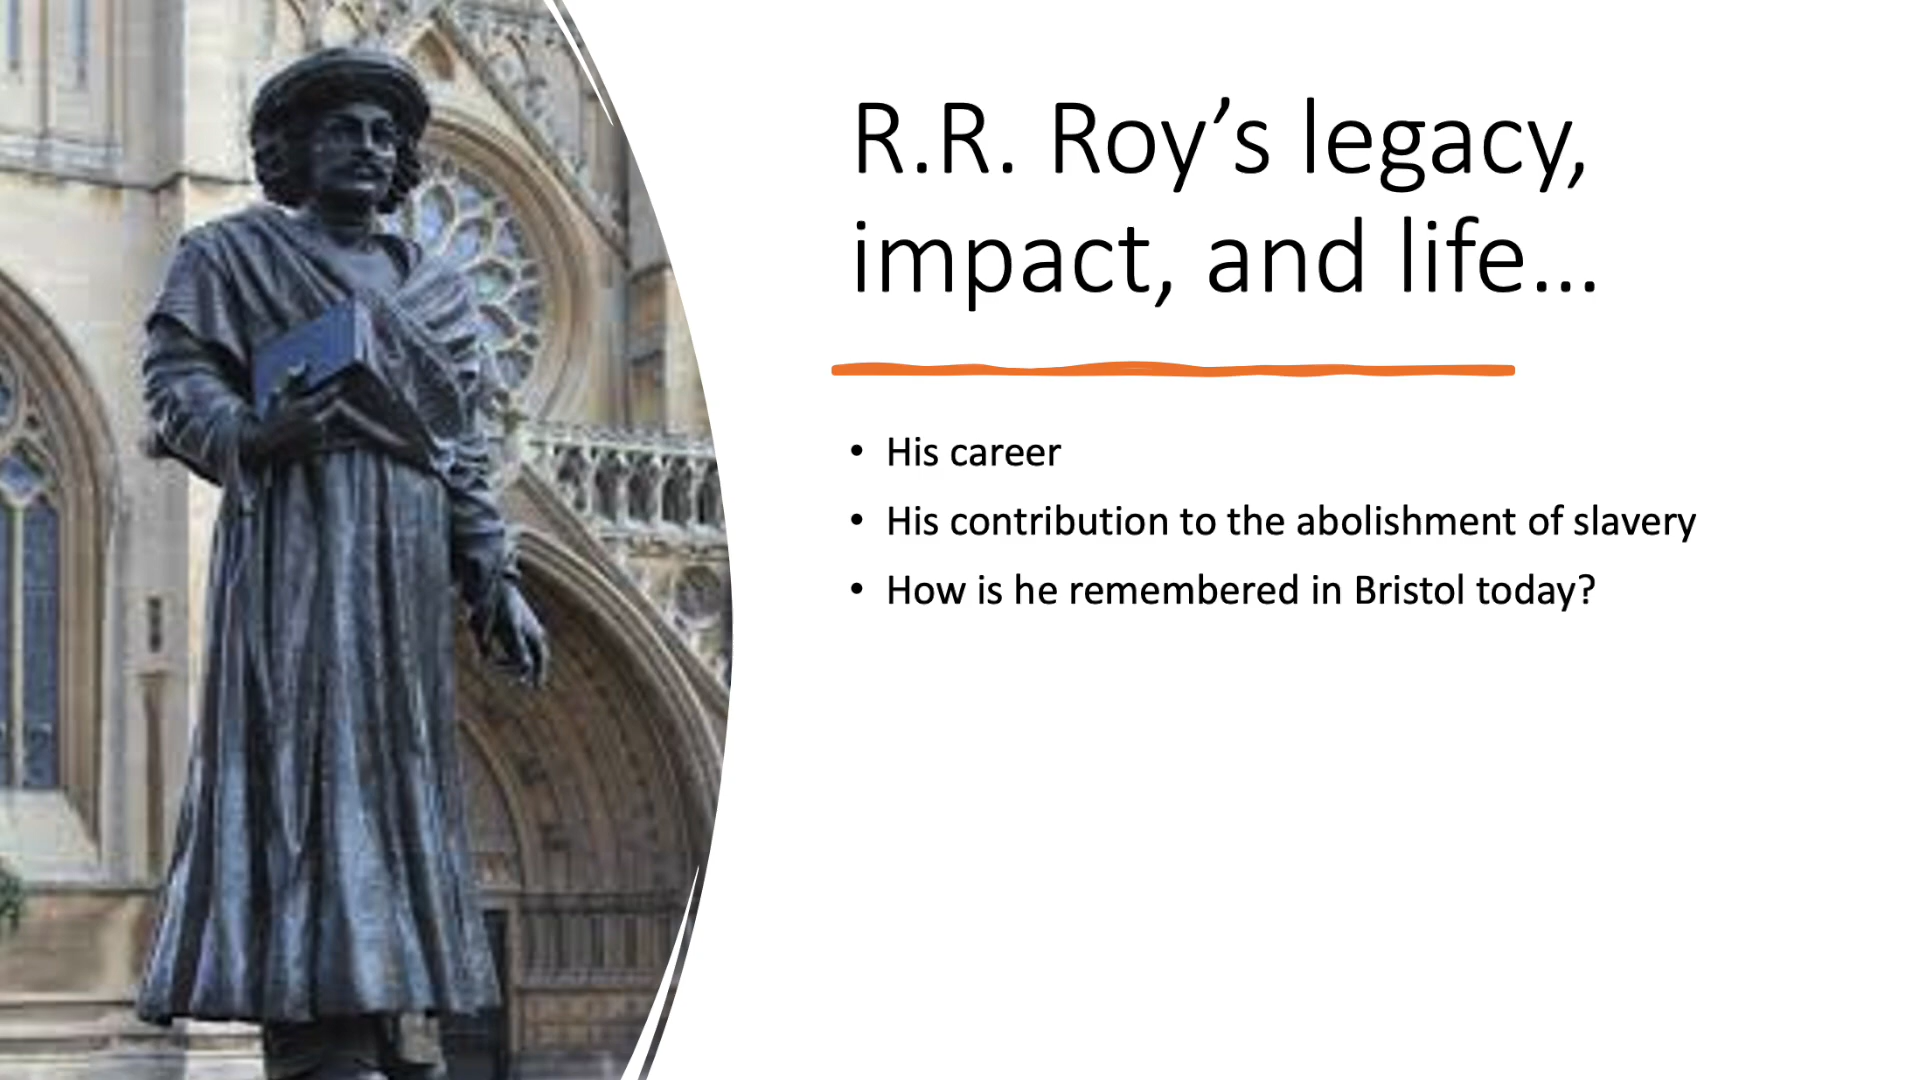 R.R. Roy’s legacy,
impact, and life…
• His career
• His contribution to the abolishment of slavery
• How is he remembered in Bristol today?